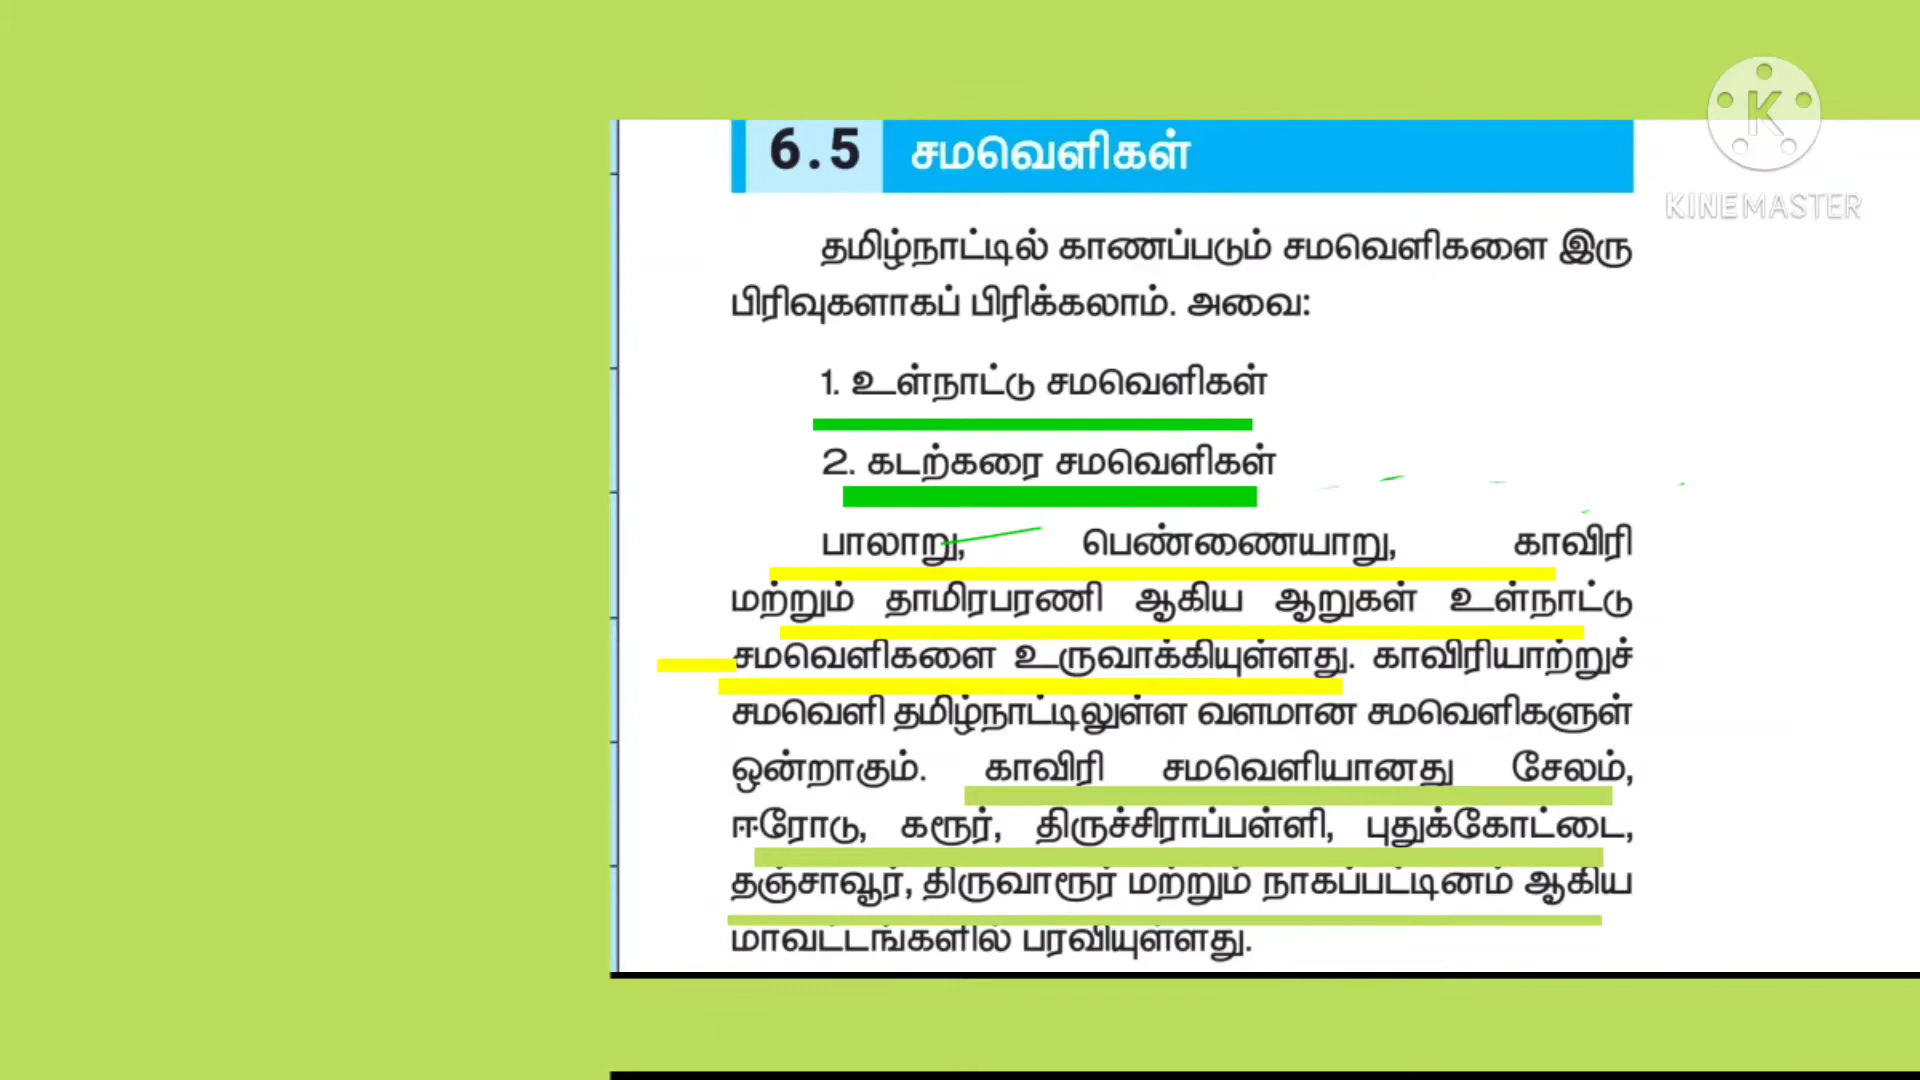 6.5 சமவெளிகள்
K
KINEMASTER
தமிழ்நாட்டில் காணப்படும் சமவெளிகளை இரு
பிரிவுகளாகப் பிரிக்கலாம். அவை:
1. உள்நாட்டு சமவெளிகள்
2. கடற்கரை சமவெளிகள்
பாலாறு, பெண்ணையாறு, காவிரி
மற்றும் தாமிரபரணி ஆகிய ஆறுகள் உள்நாட்டு
சமவெளிகளை உருவாக்கியுள்ளது. காவிரியாற்றுச்
சமவெளி தமிழ்நாட்டிலுள்ள வளமான சமவெளிகளுள்
ஒன்றாகும். காவிரி சமவெளியானது சேலம்,
ஈரோடு, கரூர், திருச்சிராப்பள்ளி, புதுக்கோட்டை,
தஞ்சாவூர், திருவாரூர் மற்றும் நாகப்பட்டினம் ஆகிய
மாவட்டங்களில் பரவியுள்ளது.